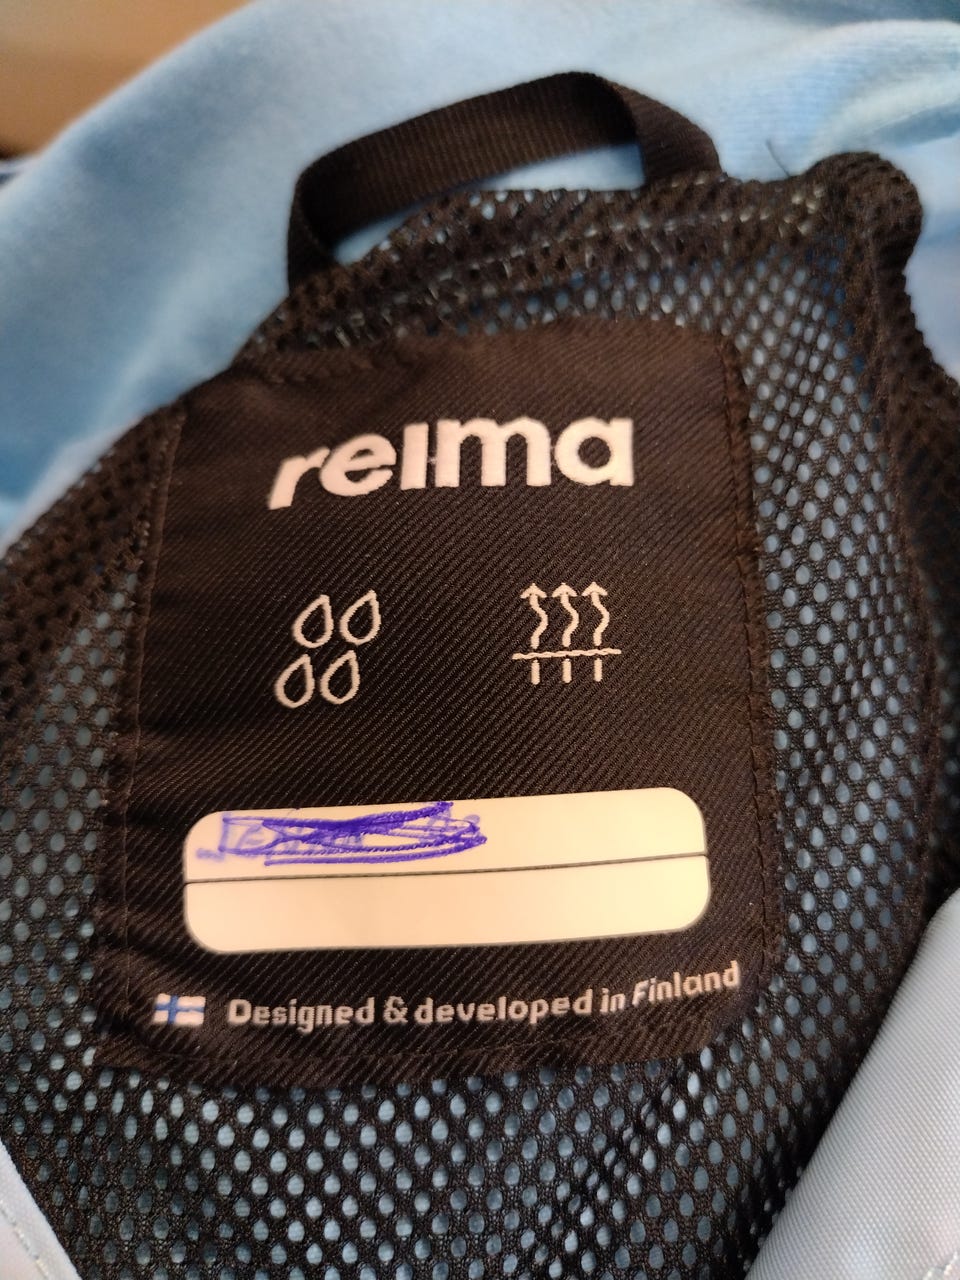 reima
Designed & developed in Finland